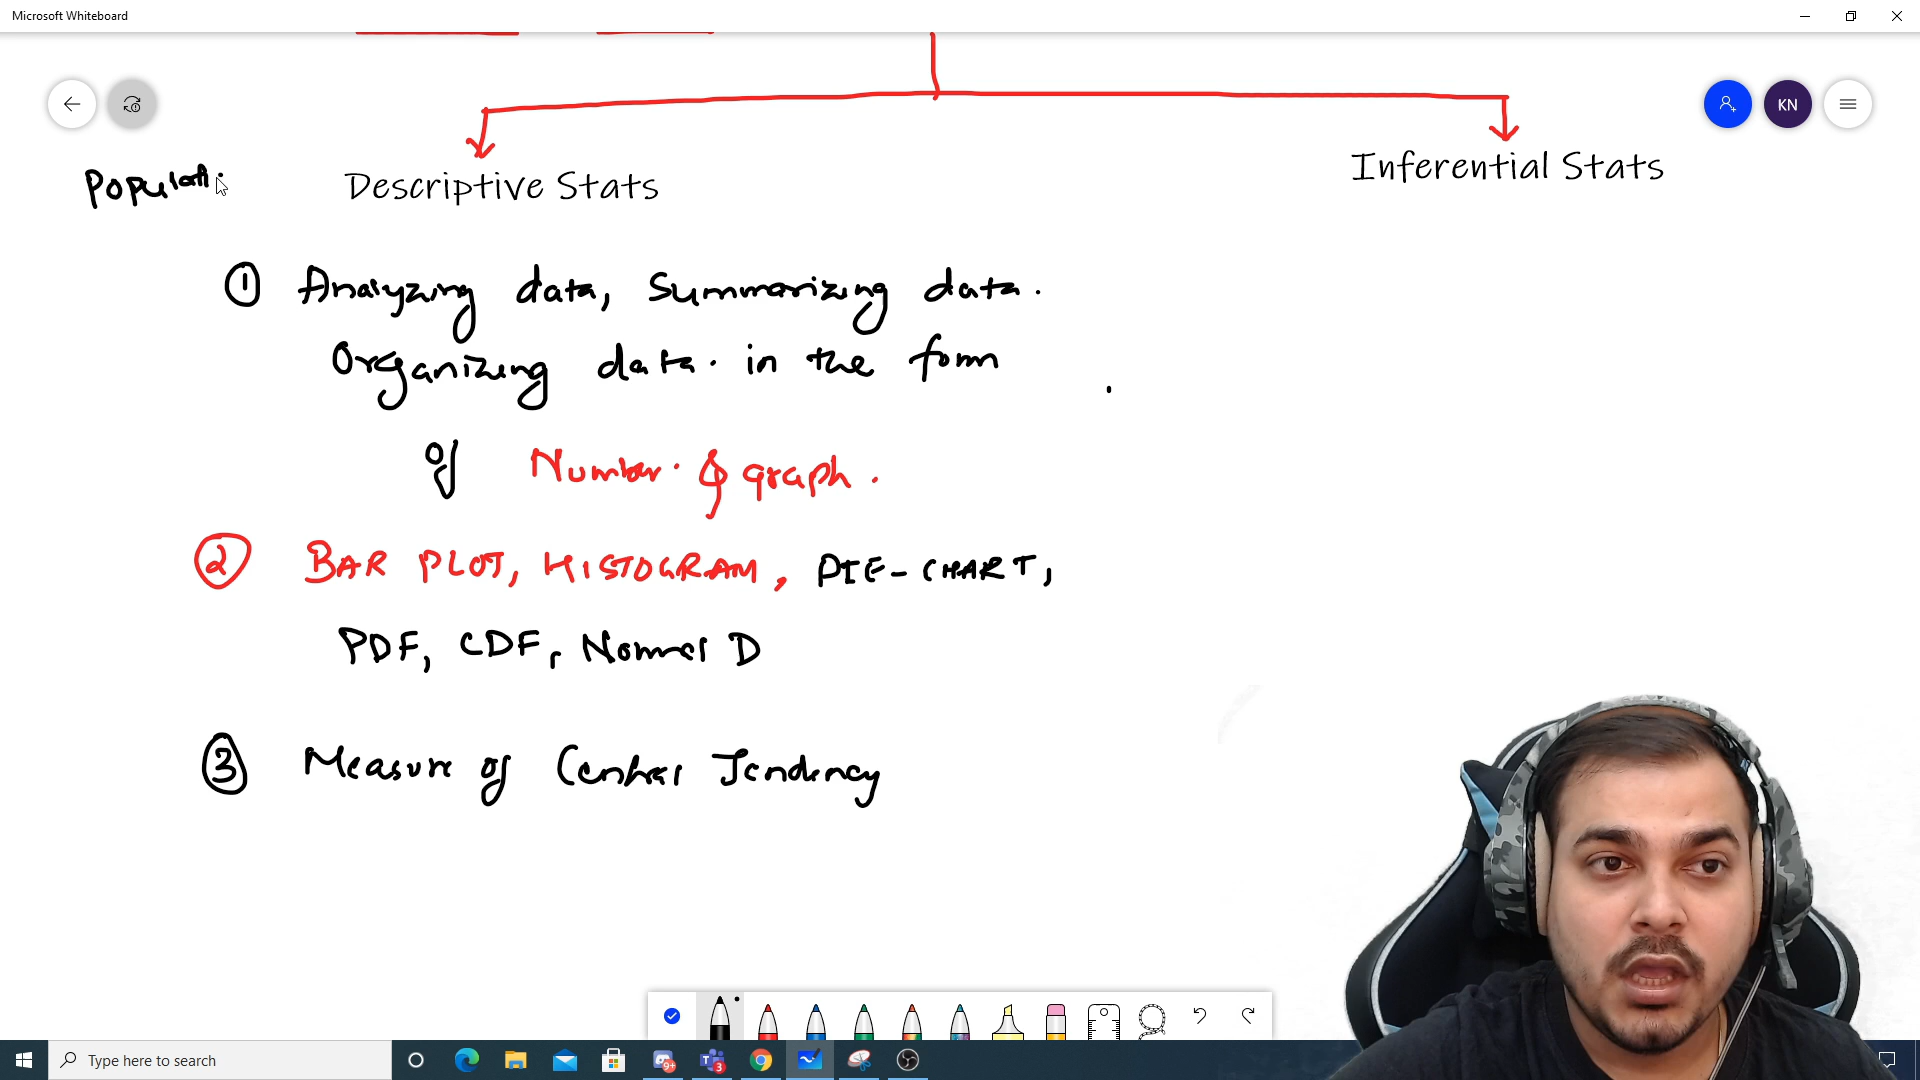 Microsoft Whiteboard
KN
Populati
Descriptive Stats
Inferential Stats
① Analyzing data, Summarizing data.
Organizing data. in the form
of Number. & graph.
② BAR PLOT, HISTOGRAM, PIE-CHART,
PDF, CDF, Normal D
③ Measure of Central Tendency
Type here to search
9+
3